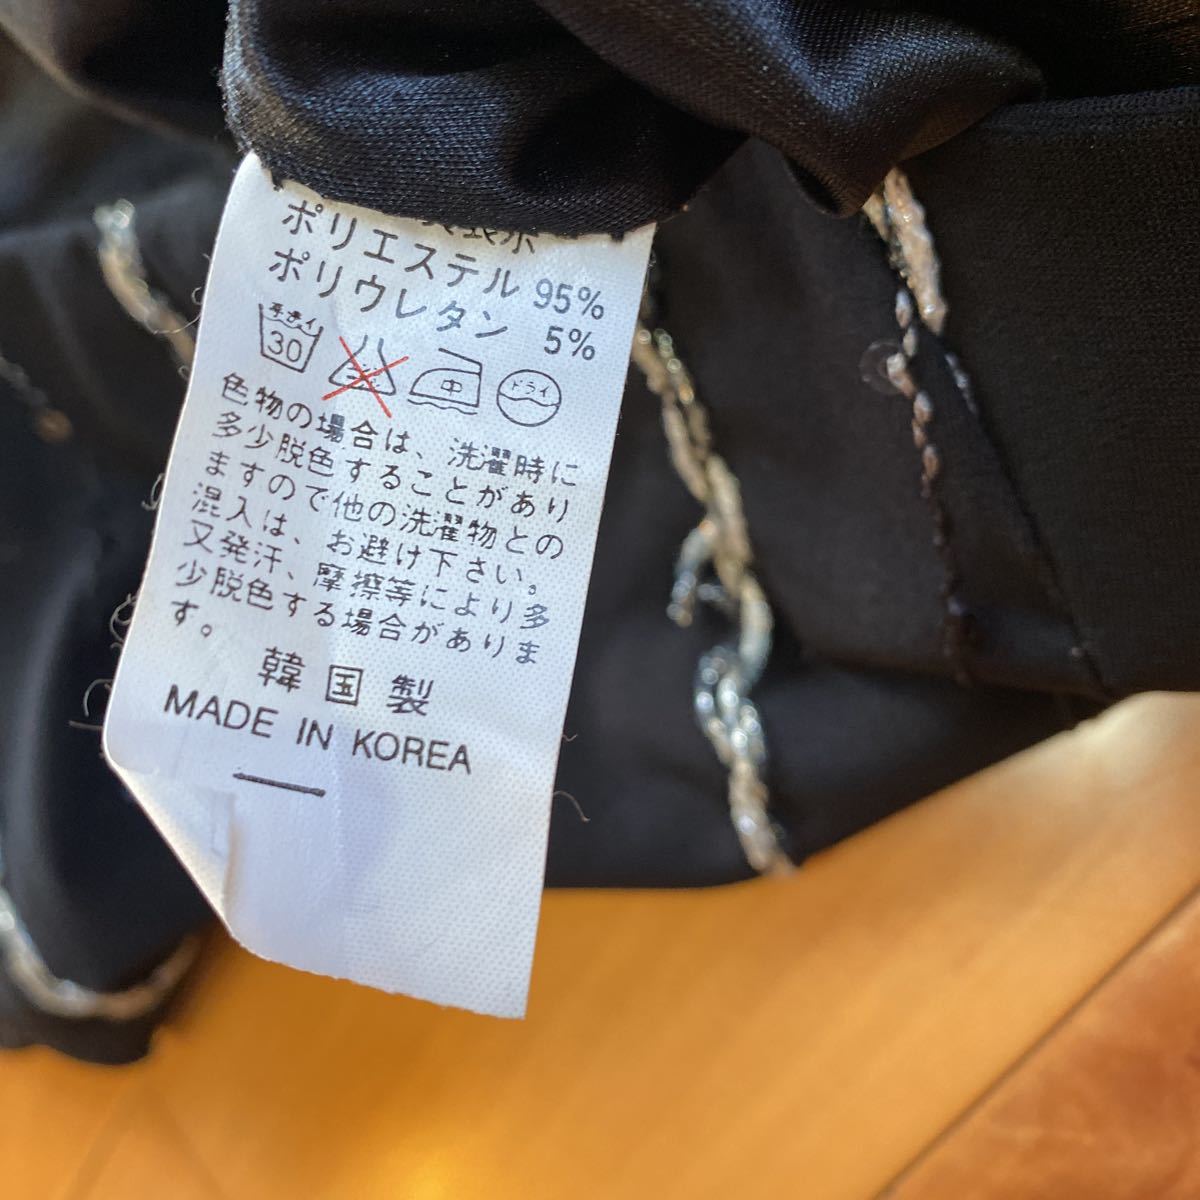 ポリエステル 95%
ポリウレタン 5%
手洗イ
30
中
ドライ
色物の場合は、洗濯時に
多少脱色することがあり
ますので他の洗濯物との
混入は、お避け下さい。
又発汗、摩擦等により多
少脱色する場合がありま
す。
韓国製
MADE IN KOREA